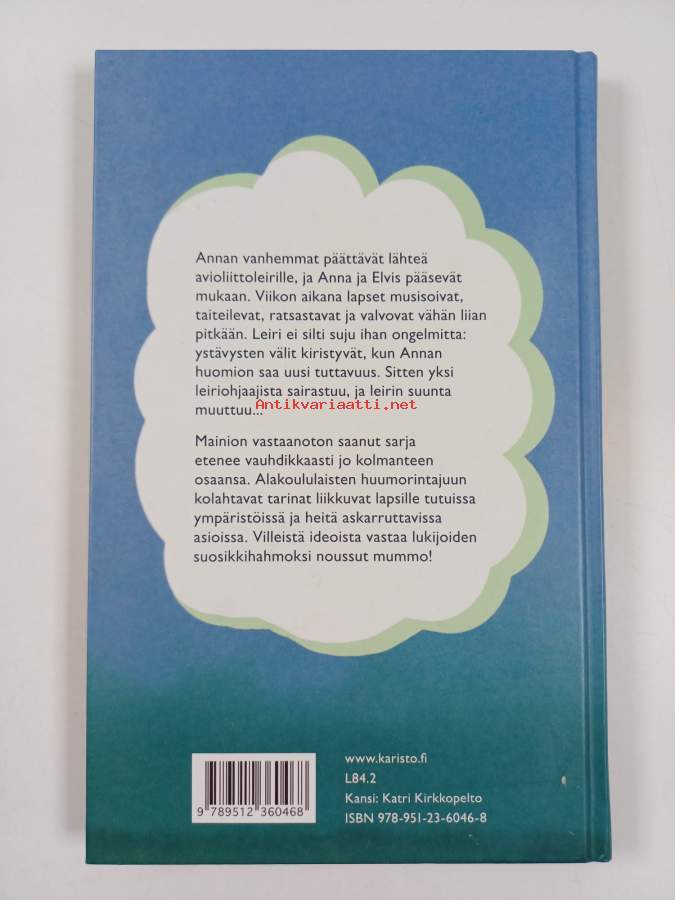 Annan vanhemmat päättävät lähteä
avioliittoleirille, ja Anna ja Elvis pääsevät
mukaan. Viikon aikana lapset musisoivat,
taiteilevat, ratsastavat ja valvovat vähän liian
pitkään. Leiri ei silti suju ihan ongelmitta:
ystävysten välit kiristyvät, kun Annan
huomion saa uusi tuttavuus. Sitten yksi
leiriohjaajista sairastuu, ja leirin suunta
muuttuu...
Antikvariaatti.net
Mainion vastaanoton saanut sarja
etenee vauhdikkaasti jo kolmanteen
osaansa. Alakoululaisten huumorintajuun
kolahtavat tarinat liikkuvat lapsille tutuissa
ympäristöissä ja heitä askarruttavissa
asioissa. Villeistä ideoista vastaa lukijoiden
suosikkihahmoksi noussut mummo!
www.karisto.fi
L84.2
Kansi: Katri Kirkkopelto
ISBN 978-951-23-6046-8
9 789512 360468